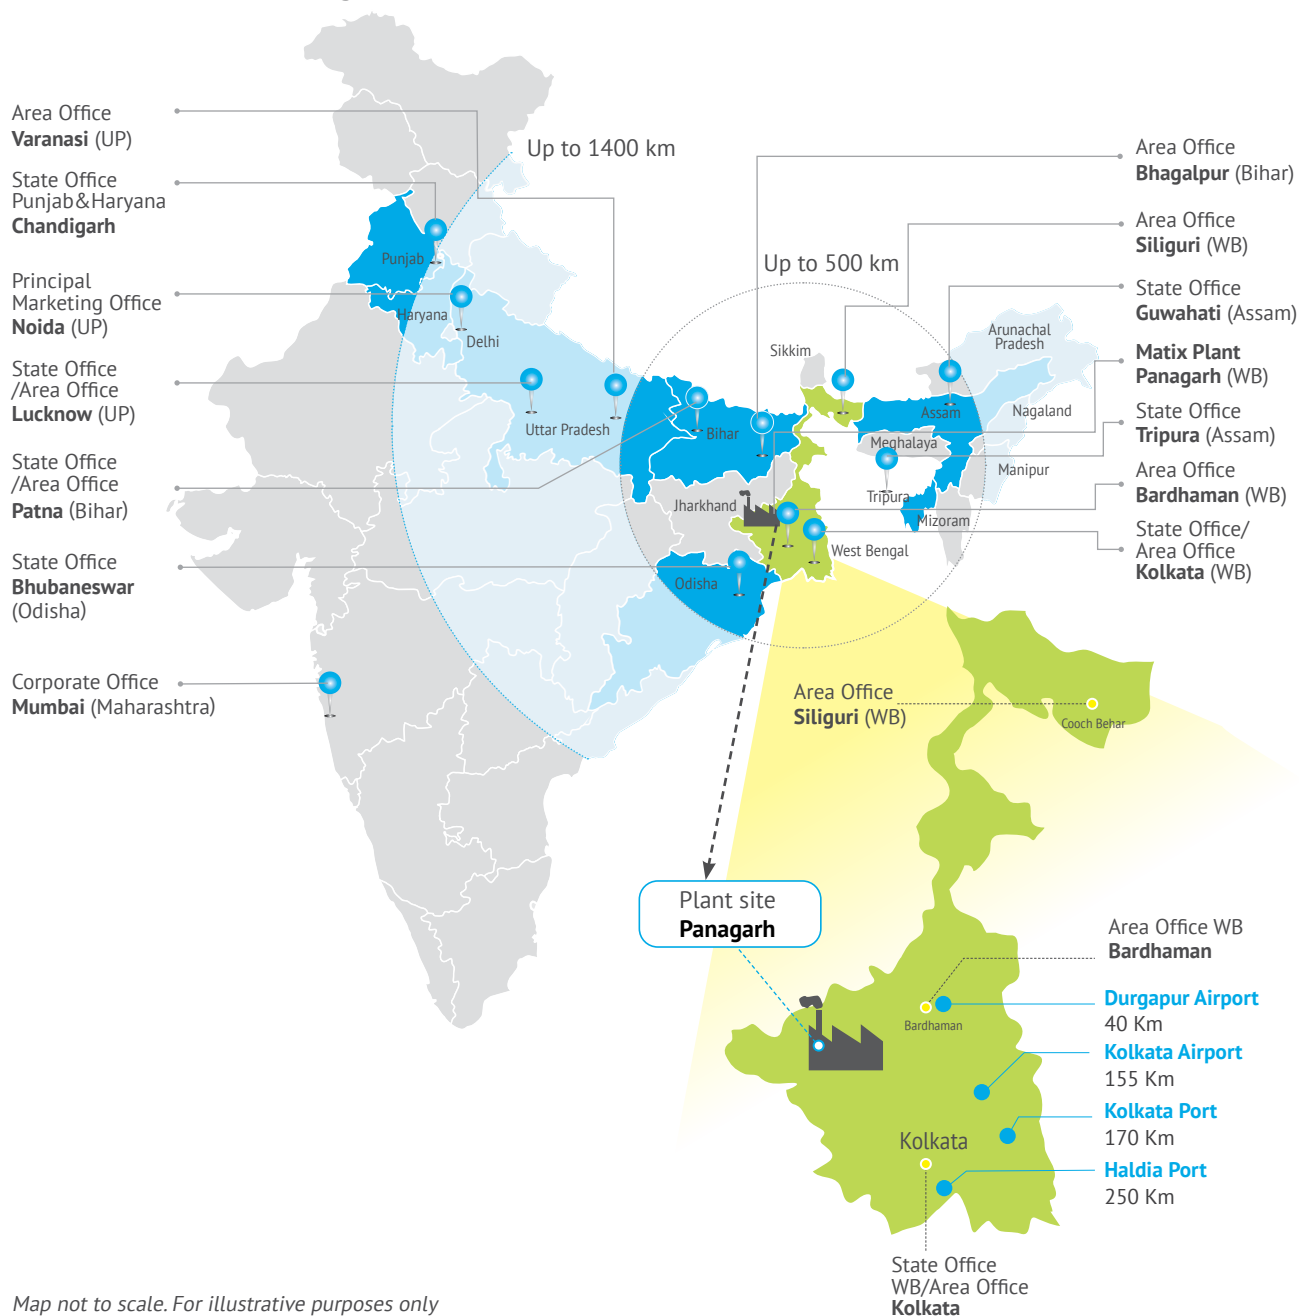 Area Office
Varanasi (UP)
State Office
Punjab&Haryana
Chandigarh
Principal
Marketing Office
Noida (UP)
State Office
/Area Office
Lucknow (UP)
State Office
/Area Office
Patna (Bihar)
State Office
Bhubaneswar
(Odisha)
Corporate Office
Mumbai (Maharashtra)
Up to 1400 km
Up to 500 km
Punjab
Haryana
Delhi
Uttar Pradesh
Bihar
Jharkhand
Odisha
West Bengal
Sikkim
Assam
Meghalaya
Tripura
Mizoram
Arunachal
Pradesh
Nagaland
Manipur
Area Office
Bhagalpur (Bihar)
Area Office
Siliguri (WB)
State Office
Guwahati (Assam)
Matix Plant
Panagarh (WB)
State Office
Tripura (Assam)
Area Office
Bardhaman (WB)
State Office/
Area Office
Kolkata (WB)
Area Office
Siliguri (WB)
Cooch Behar
Plant site
Panagarh
Area Office WB
Bardhaman
Bardhaman
Durgapur Airport
40 Km
Kolkata Airport
155 Km
Kolkata Port
170 Km
Kolkata
Haldia Port
250 Km
State Office
WB/Area Office
Kolkata
Map not to scale. For illustrative purposes only